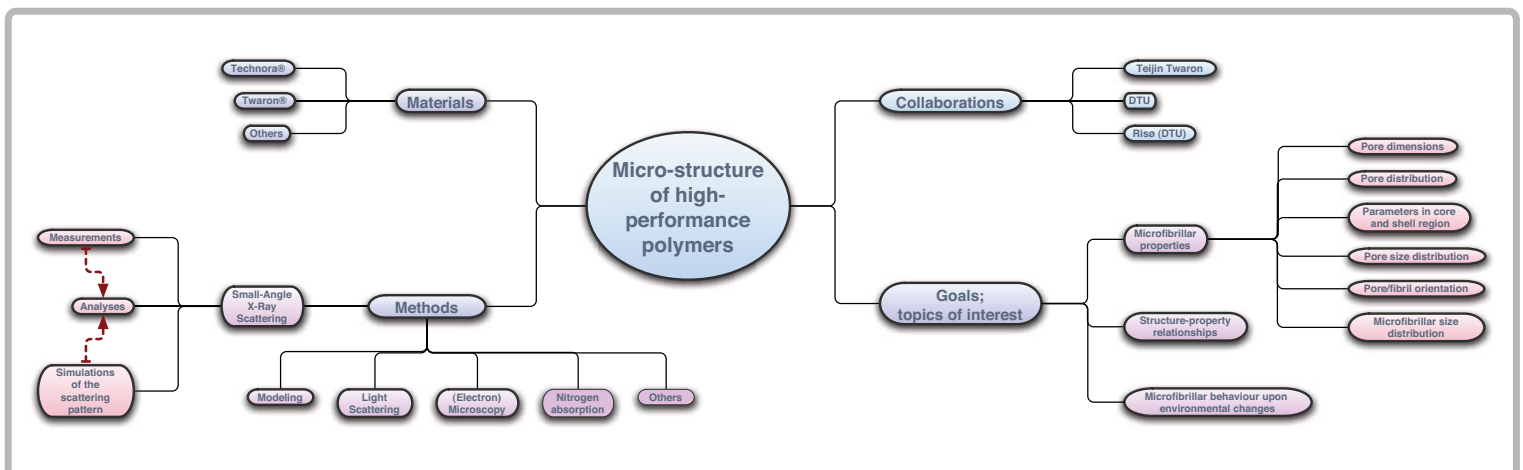 Technora®
Twaron®
Others
Materials
Micro-structure
of high-
performance
polymers
Collaborations
Teijin Twaron
DTU
Risø (DTU)
Measurements
Analyses
Simulations
of the
scattering
pattern
Small-Angle
X-Ray
Scattering
Methods
Modeling
Light
Scattering
(Electron)
Microscopy
Nitrogen
absorption
Others
Goals;
topics of interest
Microfibrillar
properties
Structure-property
relationships
Microfibrillar behaviour upon
environmental changes
Pore dimensions
Pore distribution
Parameters in core
and shell region
Pore size distribution
Pore/fibril orientation
Microfibrillar size
distribution